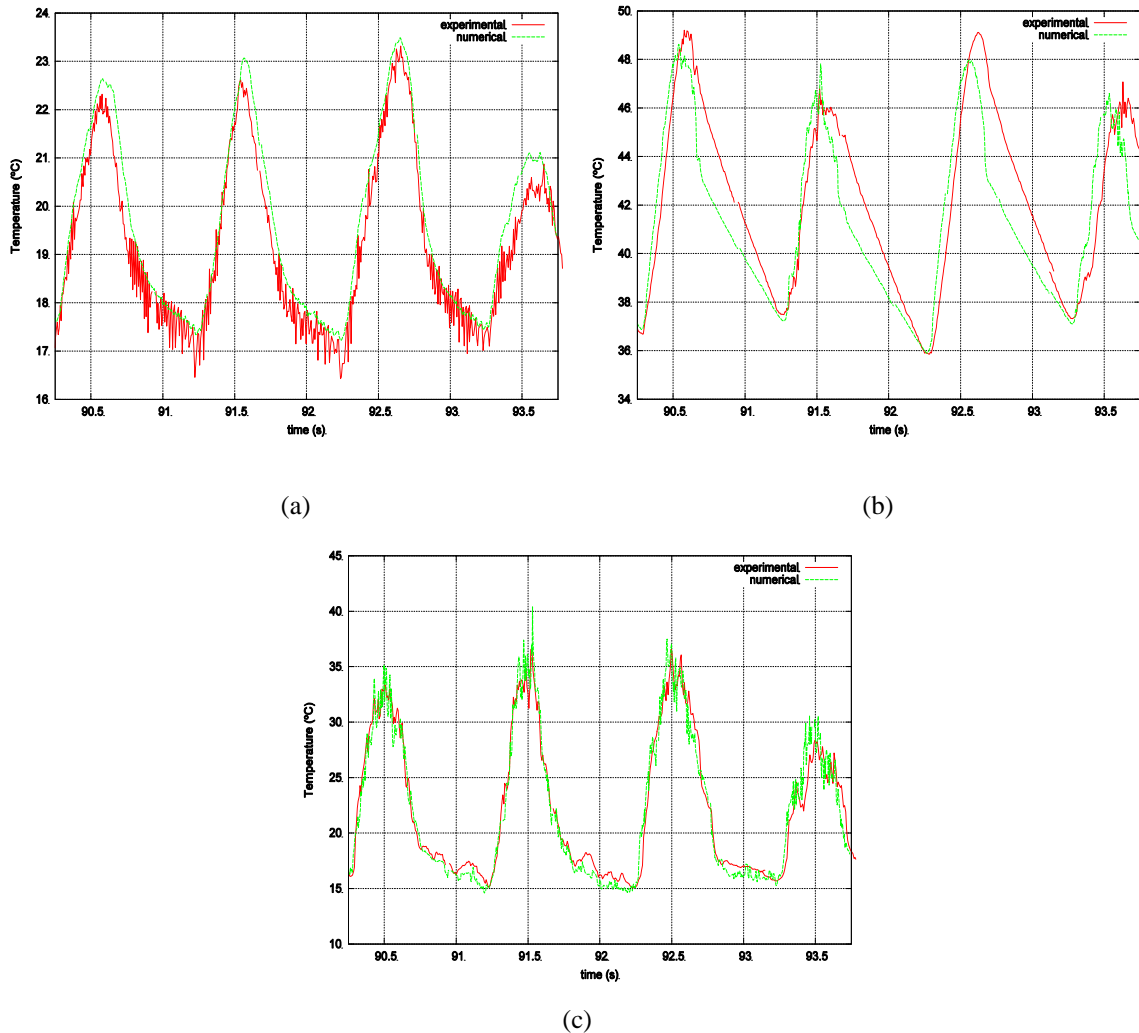 24.
23.
22.
21.
20.
19.
18.
17.
16.
Temperature (ºC)
experimental
numerical
90.5. 91. 91.5. 92. 92.5. 93. 93.5.
time (s).
(a)
50.
48.
46.
44.
42.
40.
38.
36.
34.
Temperature (ºC)
experimental
numerical
90.5. 91. 91.5. 92. 92.5. 93. 93.5.
time (s).
(b)
45.
40.
35.
30.
25.
20.
15.
10.
Temperature (ºC)
experimental
numerical
90.5. 91. 91.5. 92. 92.5. 93. 93.5.
time (s).
(c)